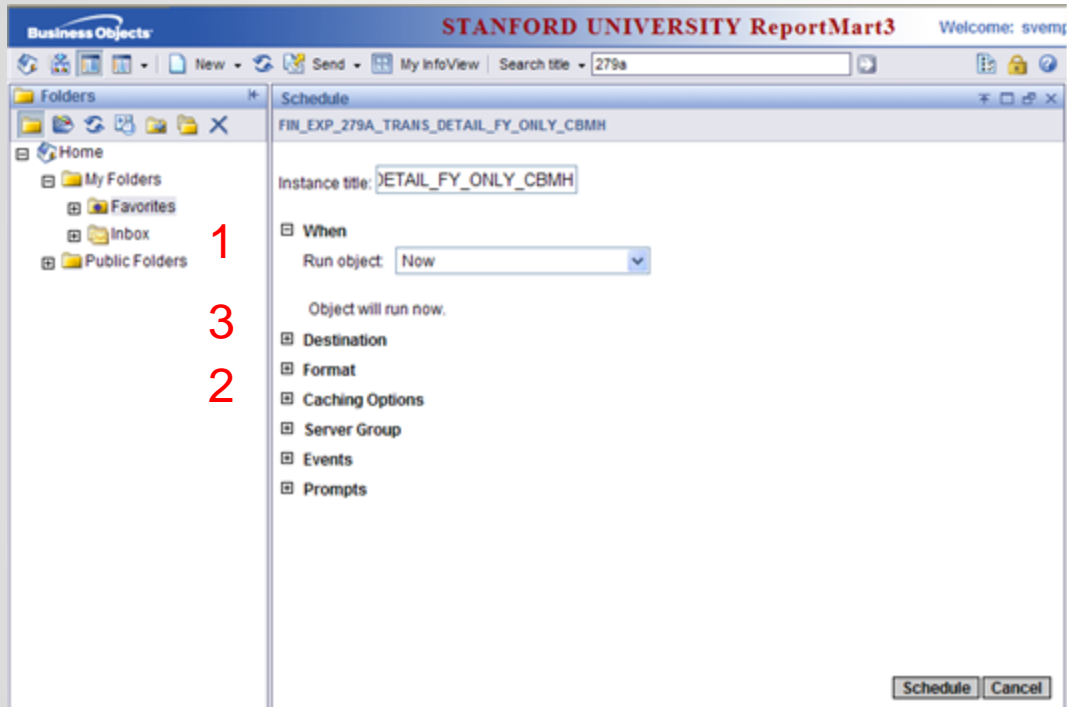 Business Objects
STANFORD UNIVERSITY ReportMart3
Welcome: svemp
New
Send
My InfoView
Search title
279a
Folders
Home
My Folders
Favorites
Inbox
Public Folders
1
3
2
Schedule
FIN_EXP_279A_TRANS_DETAIL_FY_ONLY_CBMH
Instance title: DETAIL_FY_ONLY_CBMH
When
Run object: Now
Object will run now.
Destination
Format
Caching Options
Server Group
Events
Prompts
Schedule Cancel